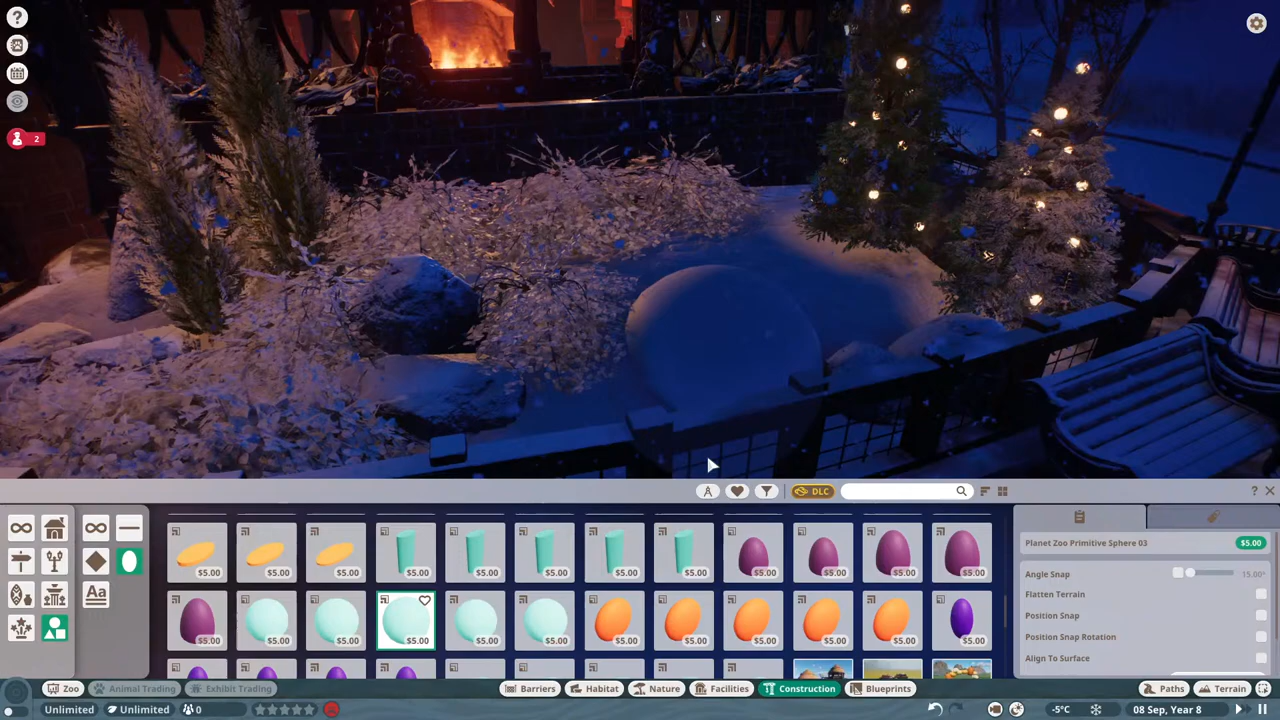 ?
2
DLC
? ×
Aa
$5.00 $5.00 $5.00 $5.00 $5.00 $5.00 $5.00 $5.00 $5.00 $5.00 $5.00 $5.00
$5.00 $5.00 $5.00 $5.00 $5.00 $5.00 $5.00 $5.00 $5.00 $5.00 $5.00 $5.00
Planet Zoo Primitive Sphere 03 $5.00
Angle Snap 15.00°
Flatten Terrain
Position Snap
Position Snap Rotation
Align To Surface
Zoo Animal Trading Exhibit Trading Barriers Habitat Nature Facilities Construction Blueprints Paths Terrain
Unlimited Unlimited 0 -5°C 08 Sep, Year 8